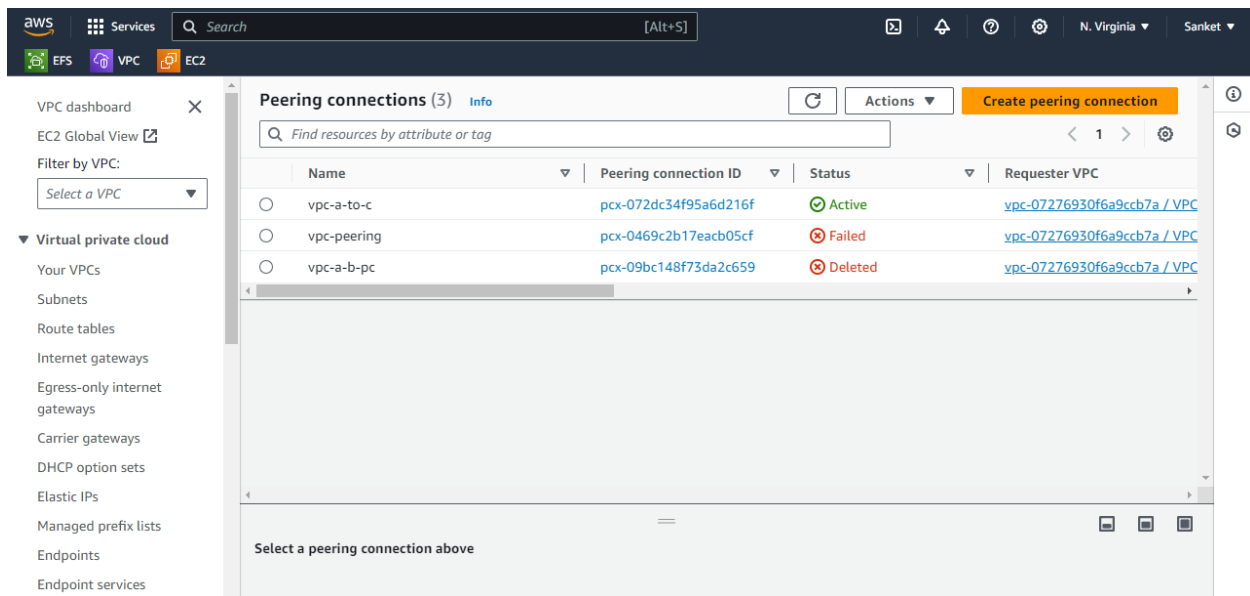 aws Services Search [Alt+S] N. Virginia Sanket
EFS VPC EC2
VPC dashboard
EC2 Global View
Filter by VPC:
Select a VPC
Virtual private cloud
Your VPCs
Subnets
Route tables
Internet gateways
Egress-only internet
gateways
Carrier gateways
DHCP option sets
Elastic IPs
Managed prefix lists
Endpoints
Endpoint services
Peering connections (3) Info Actions Create peering connection
Find resources by attribute or tag 1
Name Peering connection ID Status Requester VPC
vpc-a-to-c pcx-072dc34f95a6d216f Active vpc-07276930f6a9ccb7a / VPC
vpc-peering pcx-0469c2b17eacb05cf Failed vpc-07276930f6a9ccb7a / VPC
vpc-a-b-pc pcx-09bc148f73da2c659 Deleted vpc-07276930f6a9ccb7a / VPC
Select a peering connection above